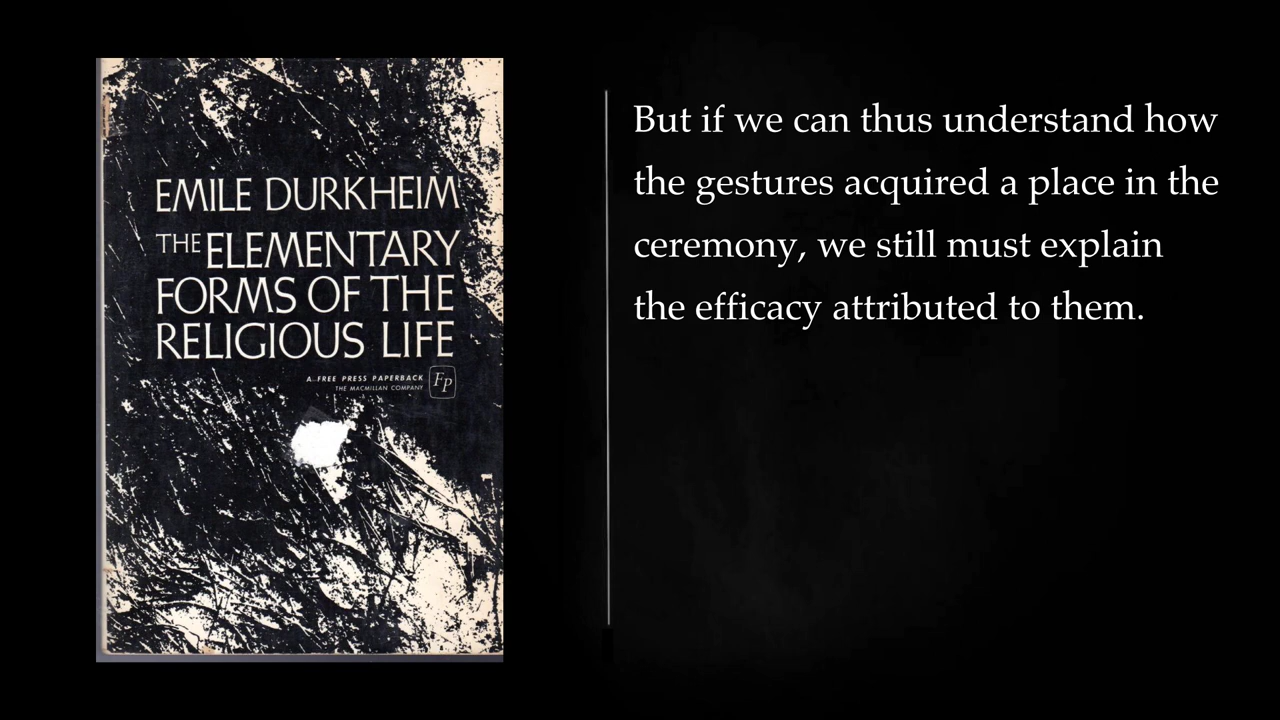 EMILE DURKHEIM
THE ELEMENTARY
FORMS OF THE
RELIGIOUS LIFE
A FREE PRESS PAPERBACK
THE MACMILLAN COMPANY
FP
But if we can thus understand how
the gestures acquired a place in the
ceremony, we still must explain
the efficacy attributed to them.